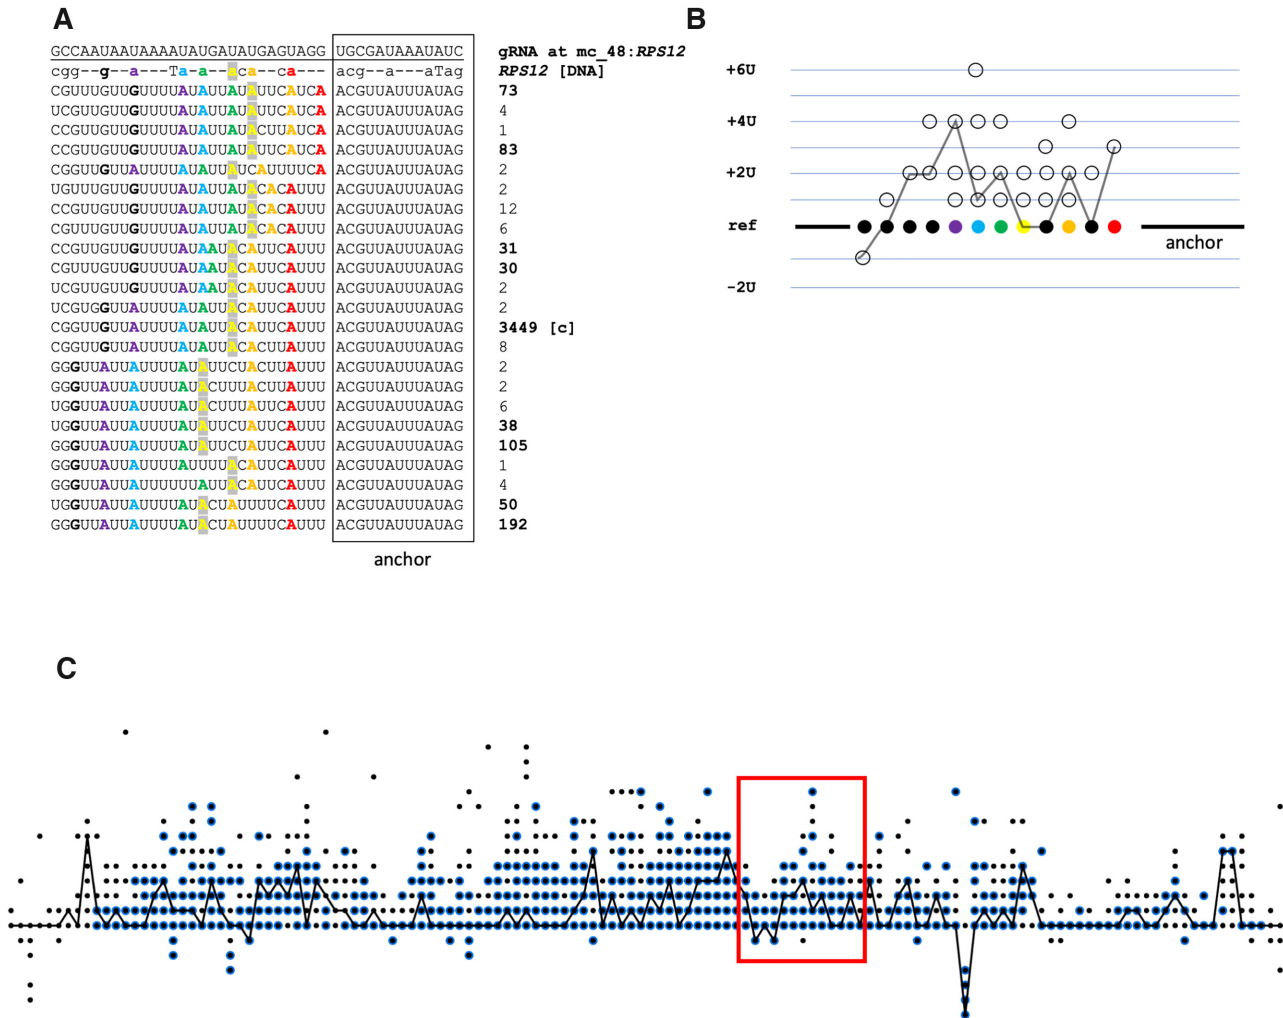 A
GCCAAUAAUAAAAUAUGAUAUGAGUAGG UGCGAUAAAUAUC gRNA at mc_48:RPS12
cgg--g--a---Ta-a--a-a--ca--- acg--a---aTag RPS12 [DNA]
CGUUUGUUGUUUUAUAUUAUAUUCAUCA ACGUUAUUUAUAG 73
UCGUUGUUGUUUUAUAUUAUAUUCAUCA ACGUUAUUUAUAG 4
CCGUUGUUGUUUUAUAUUAUACUUAUCA ACGUUAUUUAUAG 1
CCGUUGUUGUUUUAUAUUAUAUUCAUCA ACGUUAUUUAUAG 83
CGGUUGUUAUUUUAUAUUAUCAUUUUUA ACGUUAUUUAUAG 2
UGUUUGUUGUUUUAUAUUAUACACAUUU ACGUUAUUUAUAG 2
CCGUUGUUGUUUUAUAUUAUACACAUUU ACGUUAUUUAUAG 12
CCGUUGUUGUUUUAUAUUAUACACAUUU ACGUUAUUUAUAG 6
CCGUUGUUGUUUUAUAAUACAUUCAUUU ACGUUAUUUAUAG 31
CGUUUGUUGUUUUAUAAUACAUUCAUUU ACGUUAUUUAUAG 30
UCGUUGUUGUUUUAUAAUACAUUCAUUU ACGUUAUUUAUAG 2
UCGUGGUUAUUUUAUAUUACAUUCAUUU ACGUUAUUUAUAG 2
CGGUUGUUAUUUUAUAUUACAUUCAUUU ACGUUAUUUAUAG 3449 [c]
CGGUUGUUAUUUUAUAUUACACUUAUUU ACGUUAUUUAUAG 8
GGGUUAUUAUUUUAUAUUCUACUUAUUU ACGUUAUUUAUAG 2
GGGUUAUUAUUUUAUACUUUACUUAUUU ACGUUAUUUAUAG 2
UGGUUAUUAUUUUAUACUUUAUUCAUUU ACGUUAUUUAUAG 6
UGGUUAUUAUUUUAUAUUCUAUUCAUUU ACGUUAUUUAUAG 38
GGGUUAUUAUUUUAUAUUCUAUUCAUUU ACGUUAUUUAUAG 105
GGGUUAUUAUUUUAUUUUACAUUCAUUU ACGUUAUUUAUAG 1
GGGUUAUUAUUUUUUAUUACAUUCAUUU ACGUUAUUUAUAG 4
UGGUUAUUAUUUUAUACUAUUUUCAUUU ACGUUAUUUAUAG 50
GGGUUAUUAUUUUAUACUAUUUUCAUUU ACGUUAUUUAUAG 192
anchor
B
+6U
+4U
+2U
ref
anchor
-2U
C